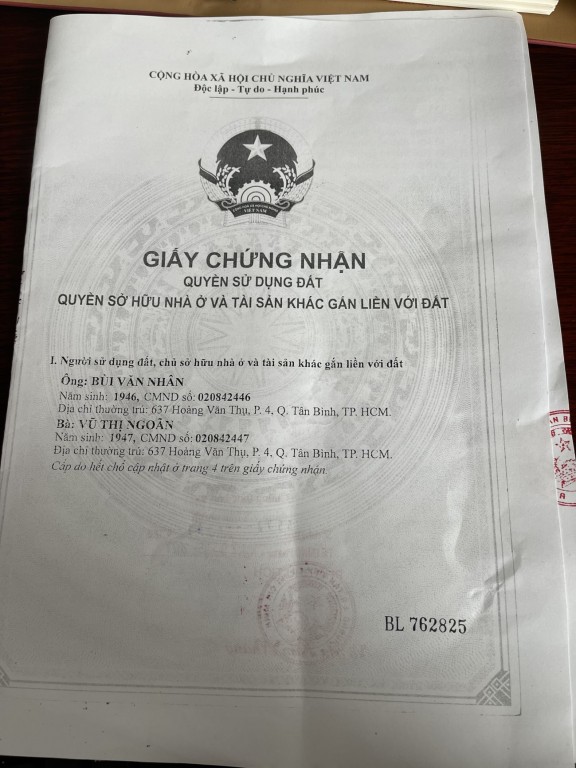 CỘNG HÒA XÃ HỘI CHỦ NGHĨA VIỆT NAM
Độc lập - Tự do - Hạnh phúc
VIỆT NAM
GIẤY CHỨNG NHẬN
QUYỀN SỬ DỤNG ĐẤT
QUYỀN SỞ HỮU NHÀ Ở VÀ TÀI SẢN KHÁC GẮN LIỀN VỚI ĐẤT
I. Người sử dụng đất, chủ sở hữu nhà ở và tài sản khác gắn liền với đất
Ông: BÙI VĂN NHÂN
Năm sinh: 1946, CMND số: 020842446
Địa chỉ thường trú: 637 Hoàng Văn Thụ, P. 4, Q. Tân Bình, TP. HCM.
Bà: VŨ THỊ NGOÃN
Năm sinh: 1947, CMND số: 020842447
Địa chỉ thường trú: 637 Hoàng Văn Thụ, P. 4, Q. Tân Bình, TP. HCM.
Cấp do hết chỗ cập nhật ở trang 4 trên giấy chứng nhận
BL 762825